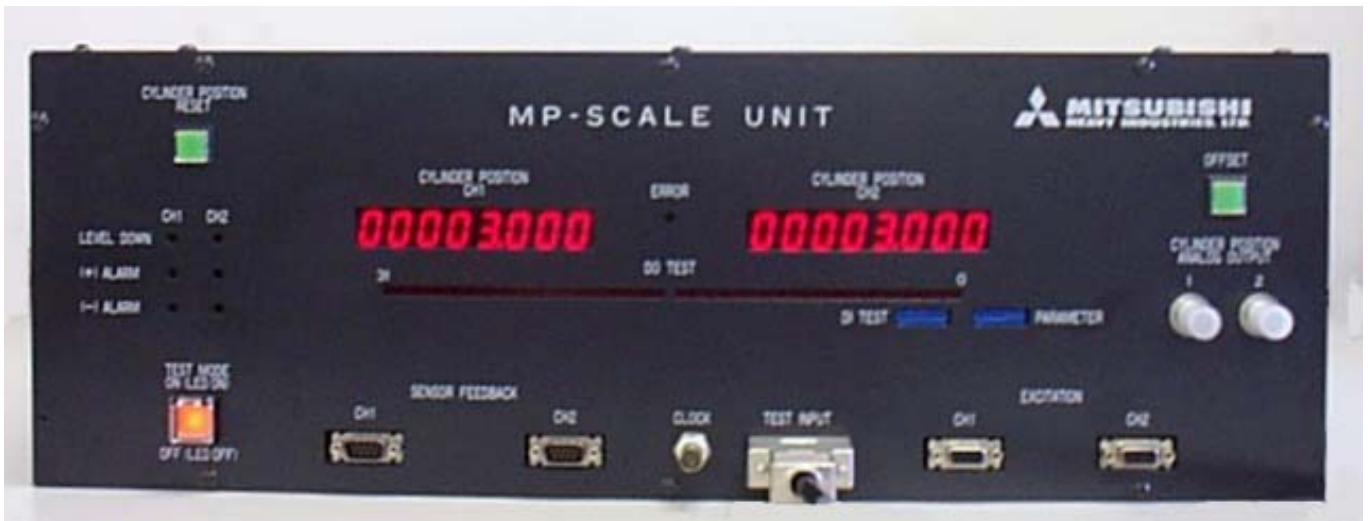 CYLINDER POSITION
RESET
MP-SCALE UNIT
MITSUBISHI
HEAVY INDUSTRIES, LTD.
OFFSET
CYLINDER POSITION
CH1
ERROR
CYLINDER POSITION
CH2
00003.000
00003.000
CH1 CH2
LEVEL DOWN
(+) ALARM
(-) ALARM
31
DO TEST
0
DI TEST
PARAMETER
CYLINDER POSITION
ANALOG OUTPUT
1 2
TEST MODE
ON (LED ON)
OFF (LED OFF)
SENSOR FEEDBACK
CH1
CH2
CLOCK
TEST INPUT
EXCITATION
CH1
CH2